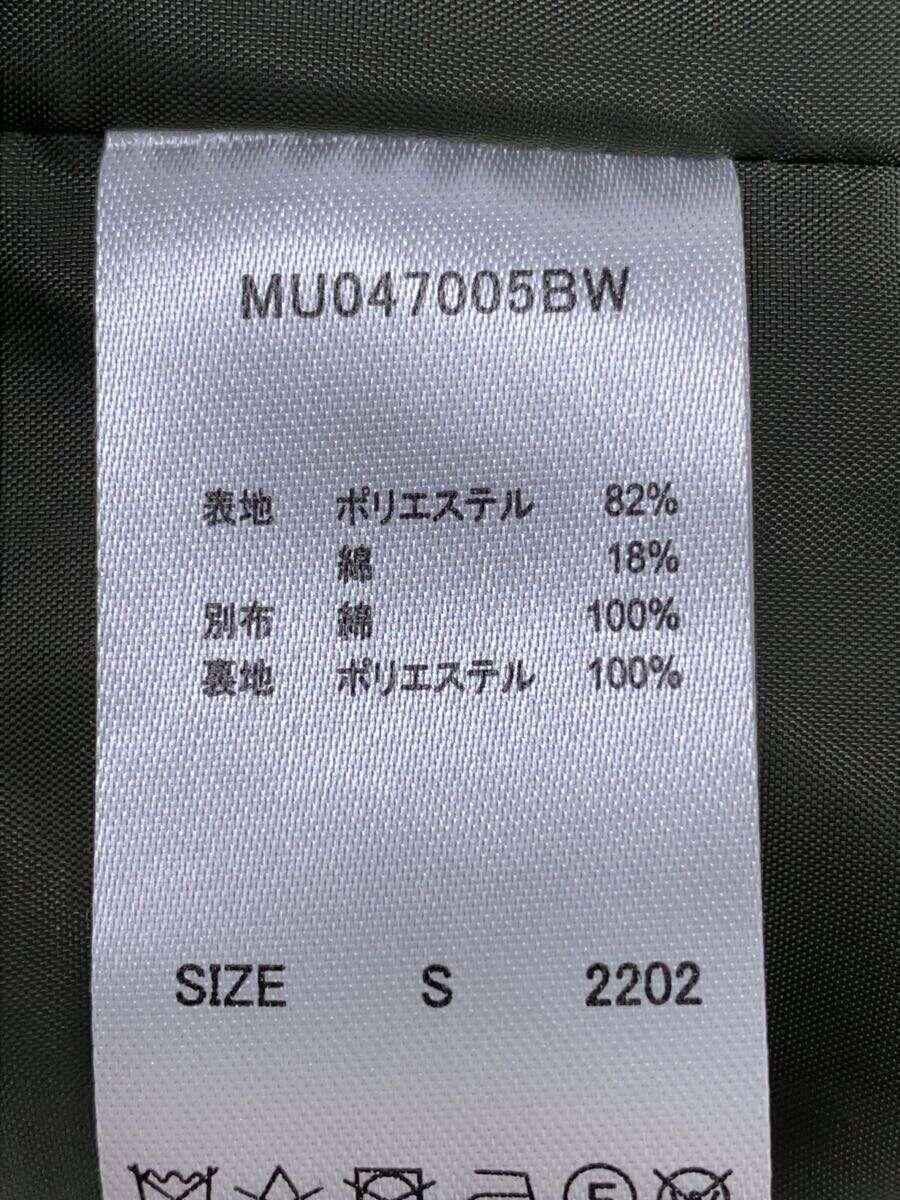 MU047005BW
表地 ポリエステル 82%
綿 18%
別布 綿 100%
裏地 ポリエステル 100%
SIZE S 2202